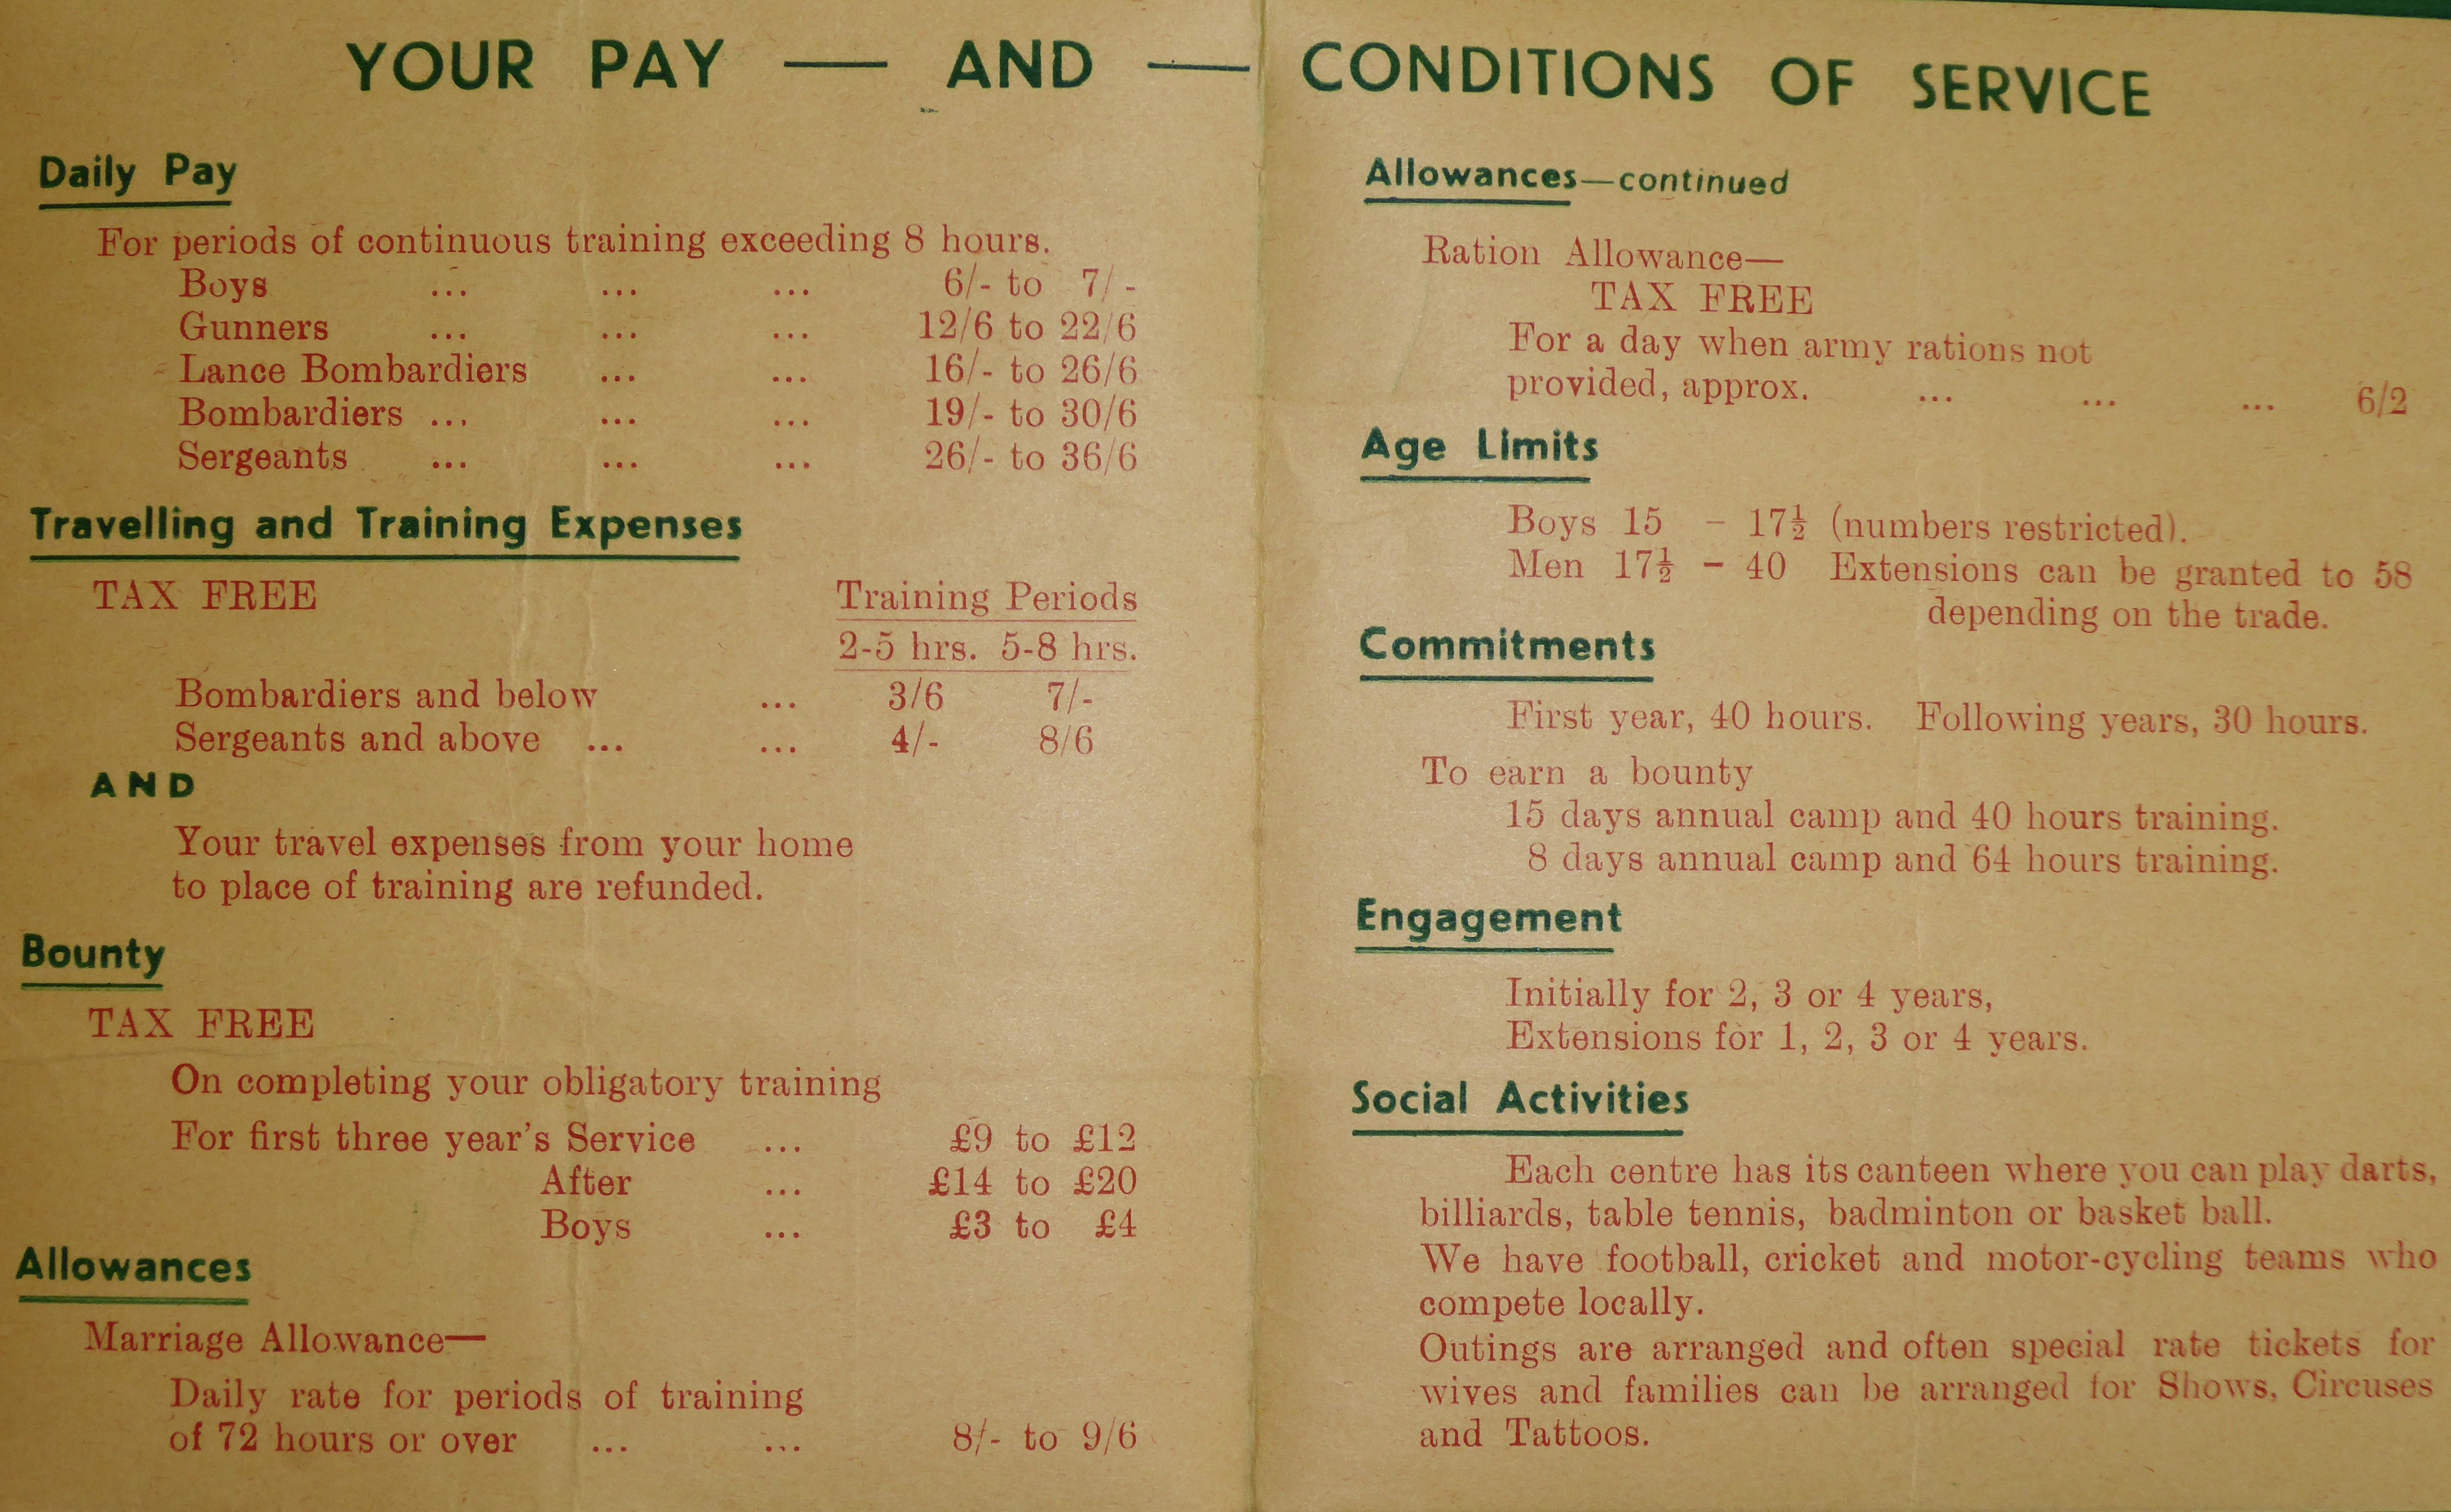 YOUR PAY — AND — CONDITIONS OF SERVICE
Daily Pay
For periods of continuous training exceeding 8 hours.
Boys ... ... ... 6/- to 7/-
Gunners ... ... ... 12/6 to 22/6
Lance Bombardiers ... ... 16/- to 26/6
Bombardiers ... ... ... 19/- to 30/6
Sergeants ... ... ... 26/- to 36/6
Travelling and Training Expenses
TAX FREE Training Periods
2-5 hrs. 5-8 hrs.
Bombardiers and below ... 3/6 7/-
Sergeants and above ... ... 4/- 8/6
AND
Your travel expenses from your home
to place of training are refunded.
Bounty
TAX FREE
On completing your obligatory training
For first three year's Service ... £9 to £12
After ... £14 to £20
Boys ... £3 to £4
Allowances
Marriage Allowance—
Daily rate for periods of training
of 72 hours or over ... ... 8/- to 9/6
Allowances—continued
Ration Allowance—
TAX FREE
For a day when army rations not
provided, approx. ... ... ... 6/2
Age Limits
Boys 15 – 17½ (numbers restricted).
Men 17½ – 40 Extensions can be granted to 58
depending on the trade.
Commitments
First year, 40 hours. Following years, 30 hours.
To earn a bounty
15 days annual camp and 40 hours training.
8 days annual camp and 64 hours training.
Engagement
Initially for 2, 3 or 4 years,
Extensions for 1, 2, 3 or 4 years.
Social Activities
Each centre has its canteen where you can play darts,
billiards, table tennis, badminton or basket ball.
We have football, cricket and motor-cycling teams who
compete locally.
Outings are arranged and often special rate tickets for
wives and families can be arranged for Shows, Circuses
and Tattoos.